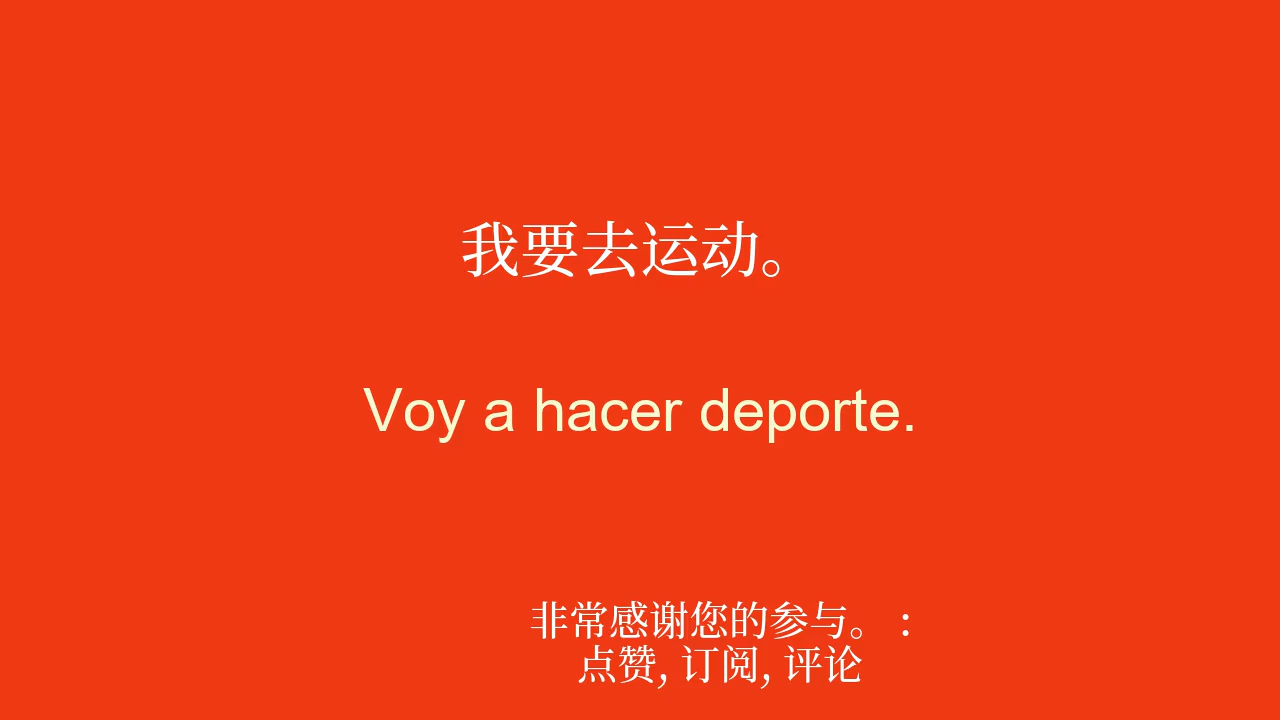 我要去运动。
Voy a hacer deporte.
非常感谢您的参与。 :
点赞, 订阅, 评论